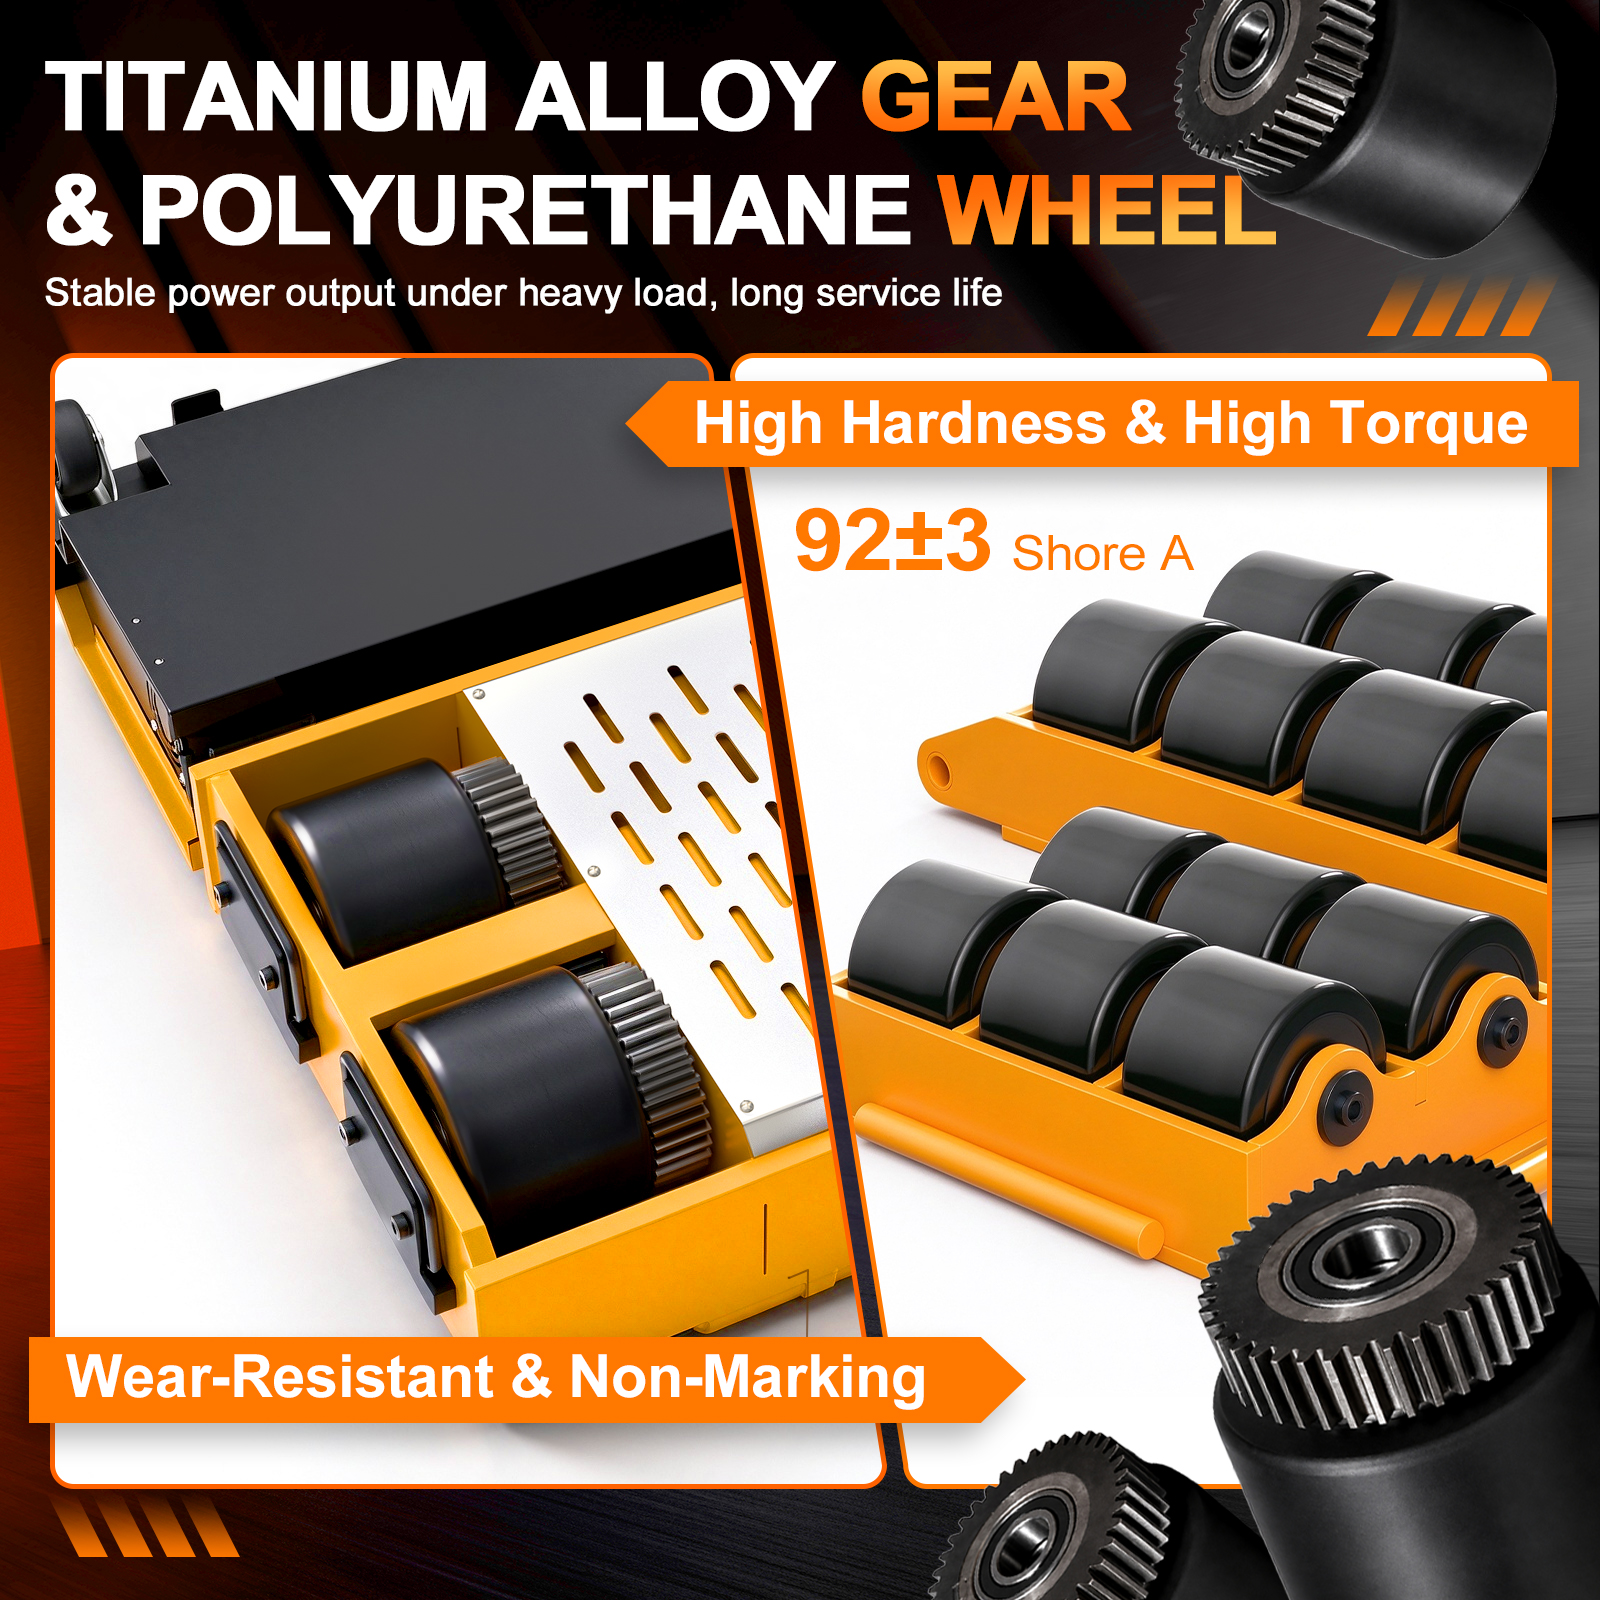 TITANIUM ALLOY GEAR
& POLYURETHANE WHEEL
Stable power output under heavy load, long service life
High Hardness & High Torque
92±3 Shore A
Wear-Resistant & Non-Marking